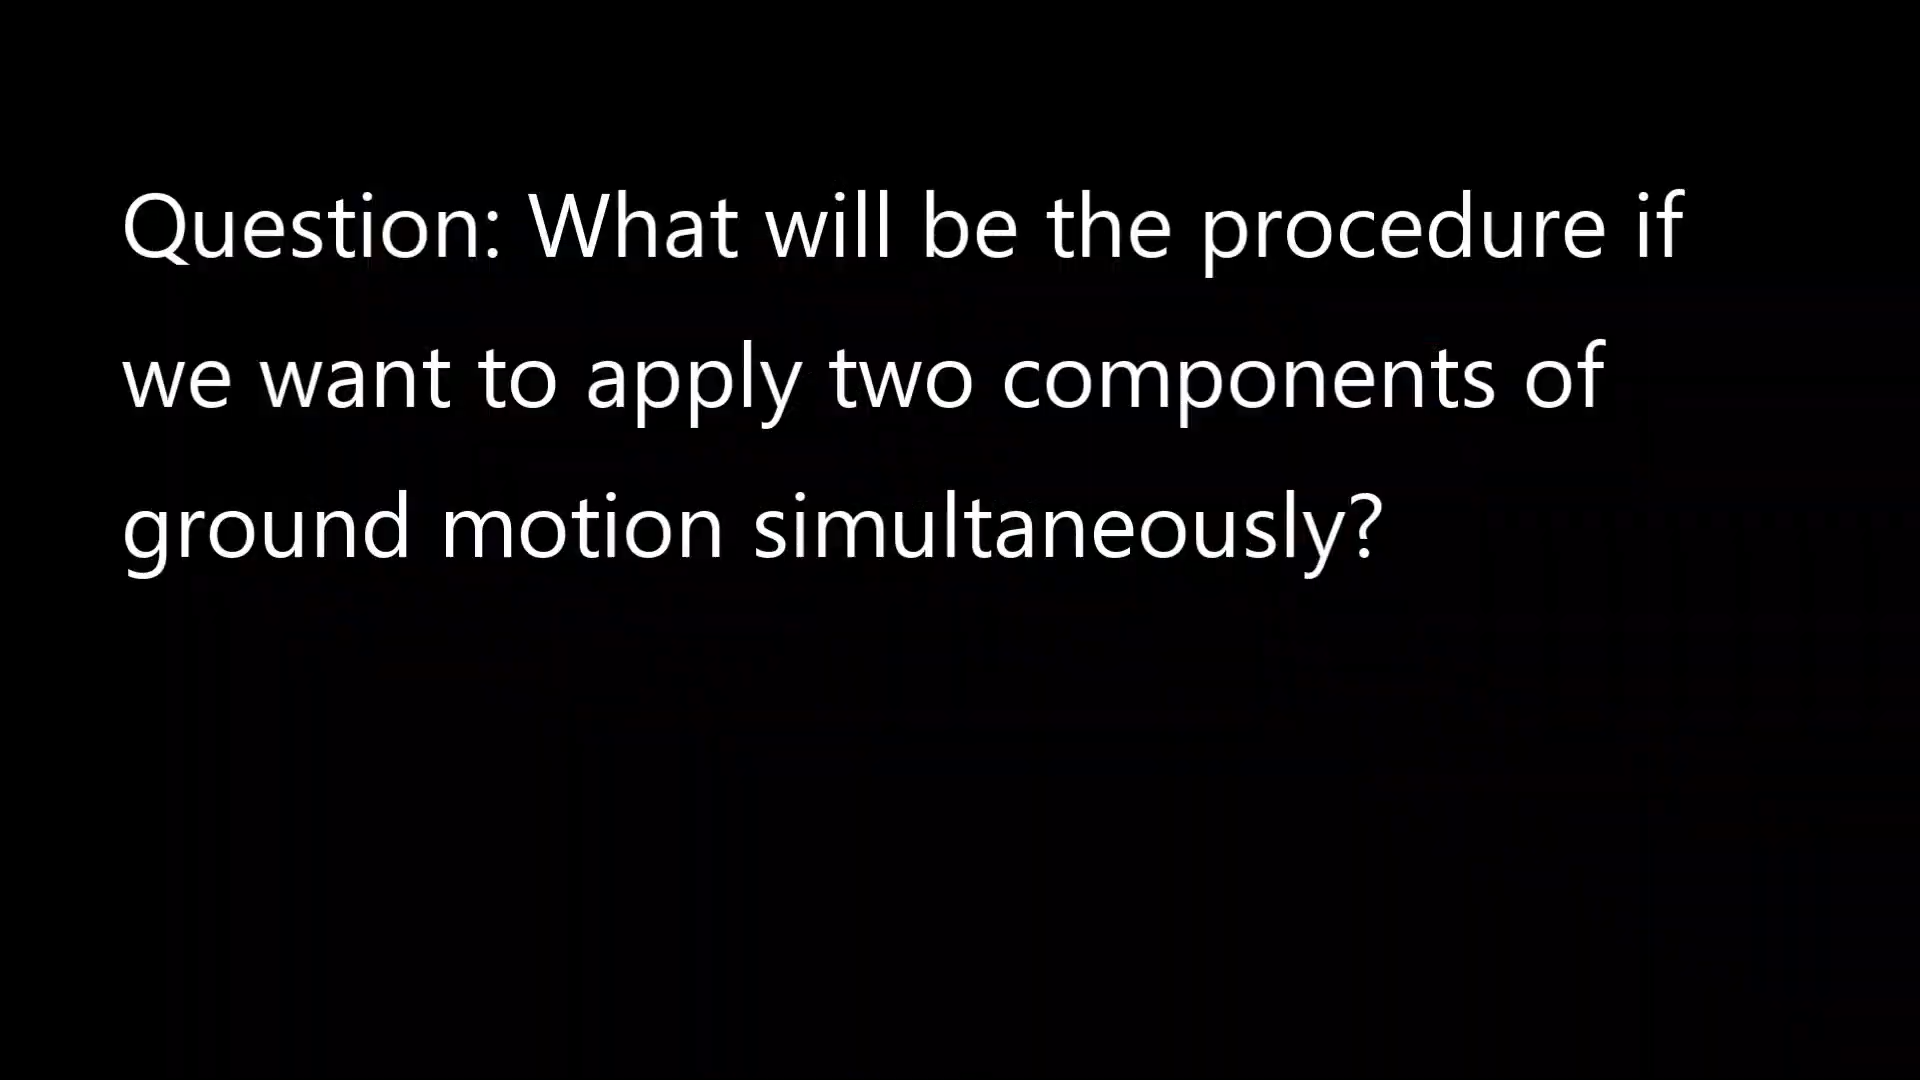 Question: What will be the procedure if
we want to apply two components of
ground motion simultaneously?